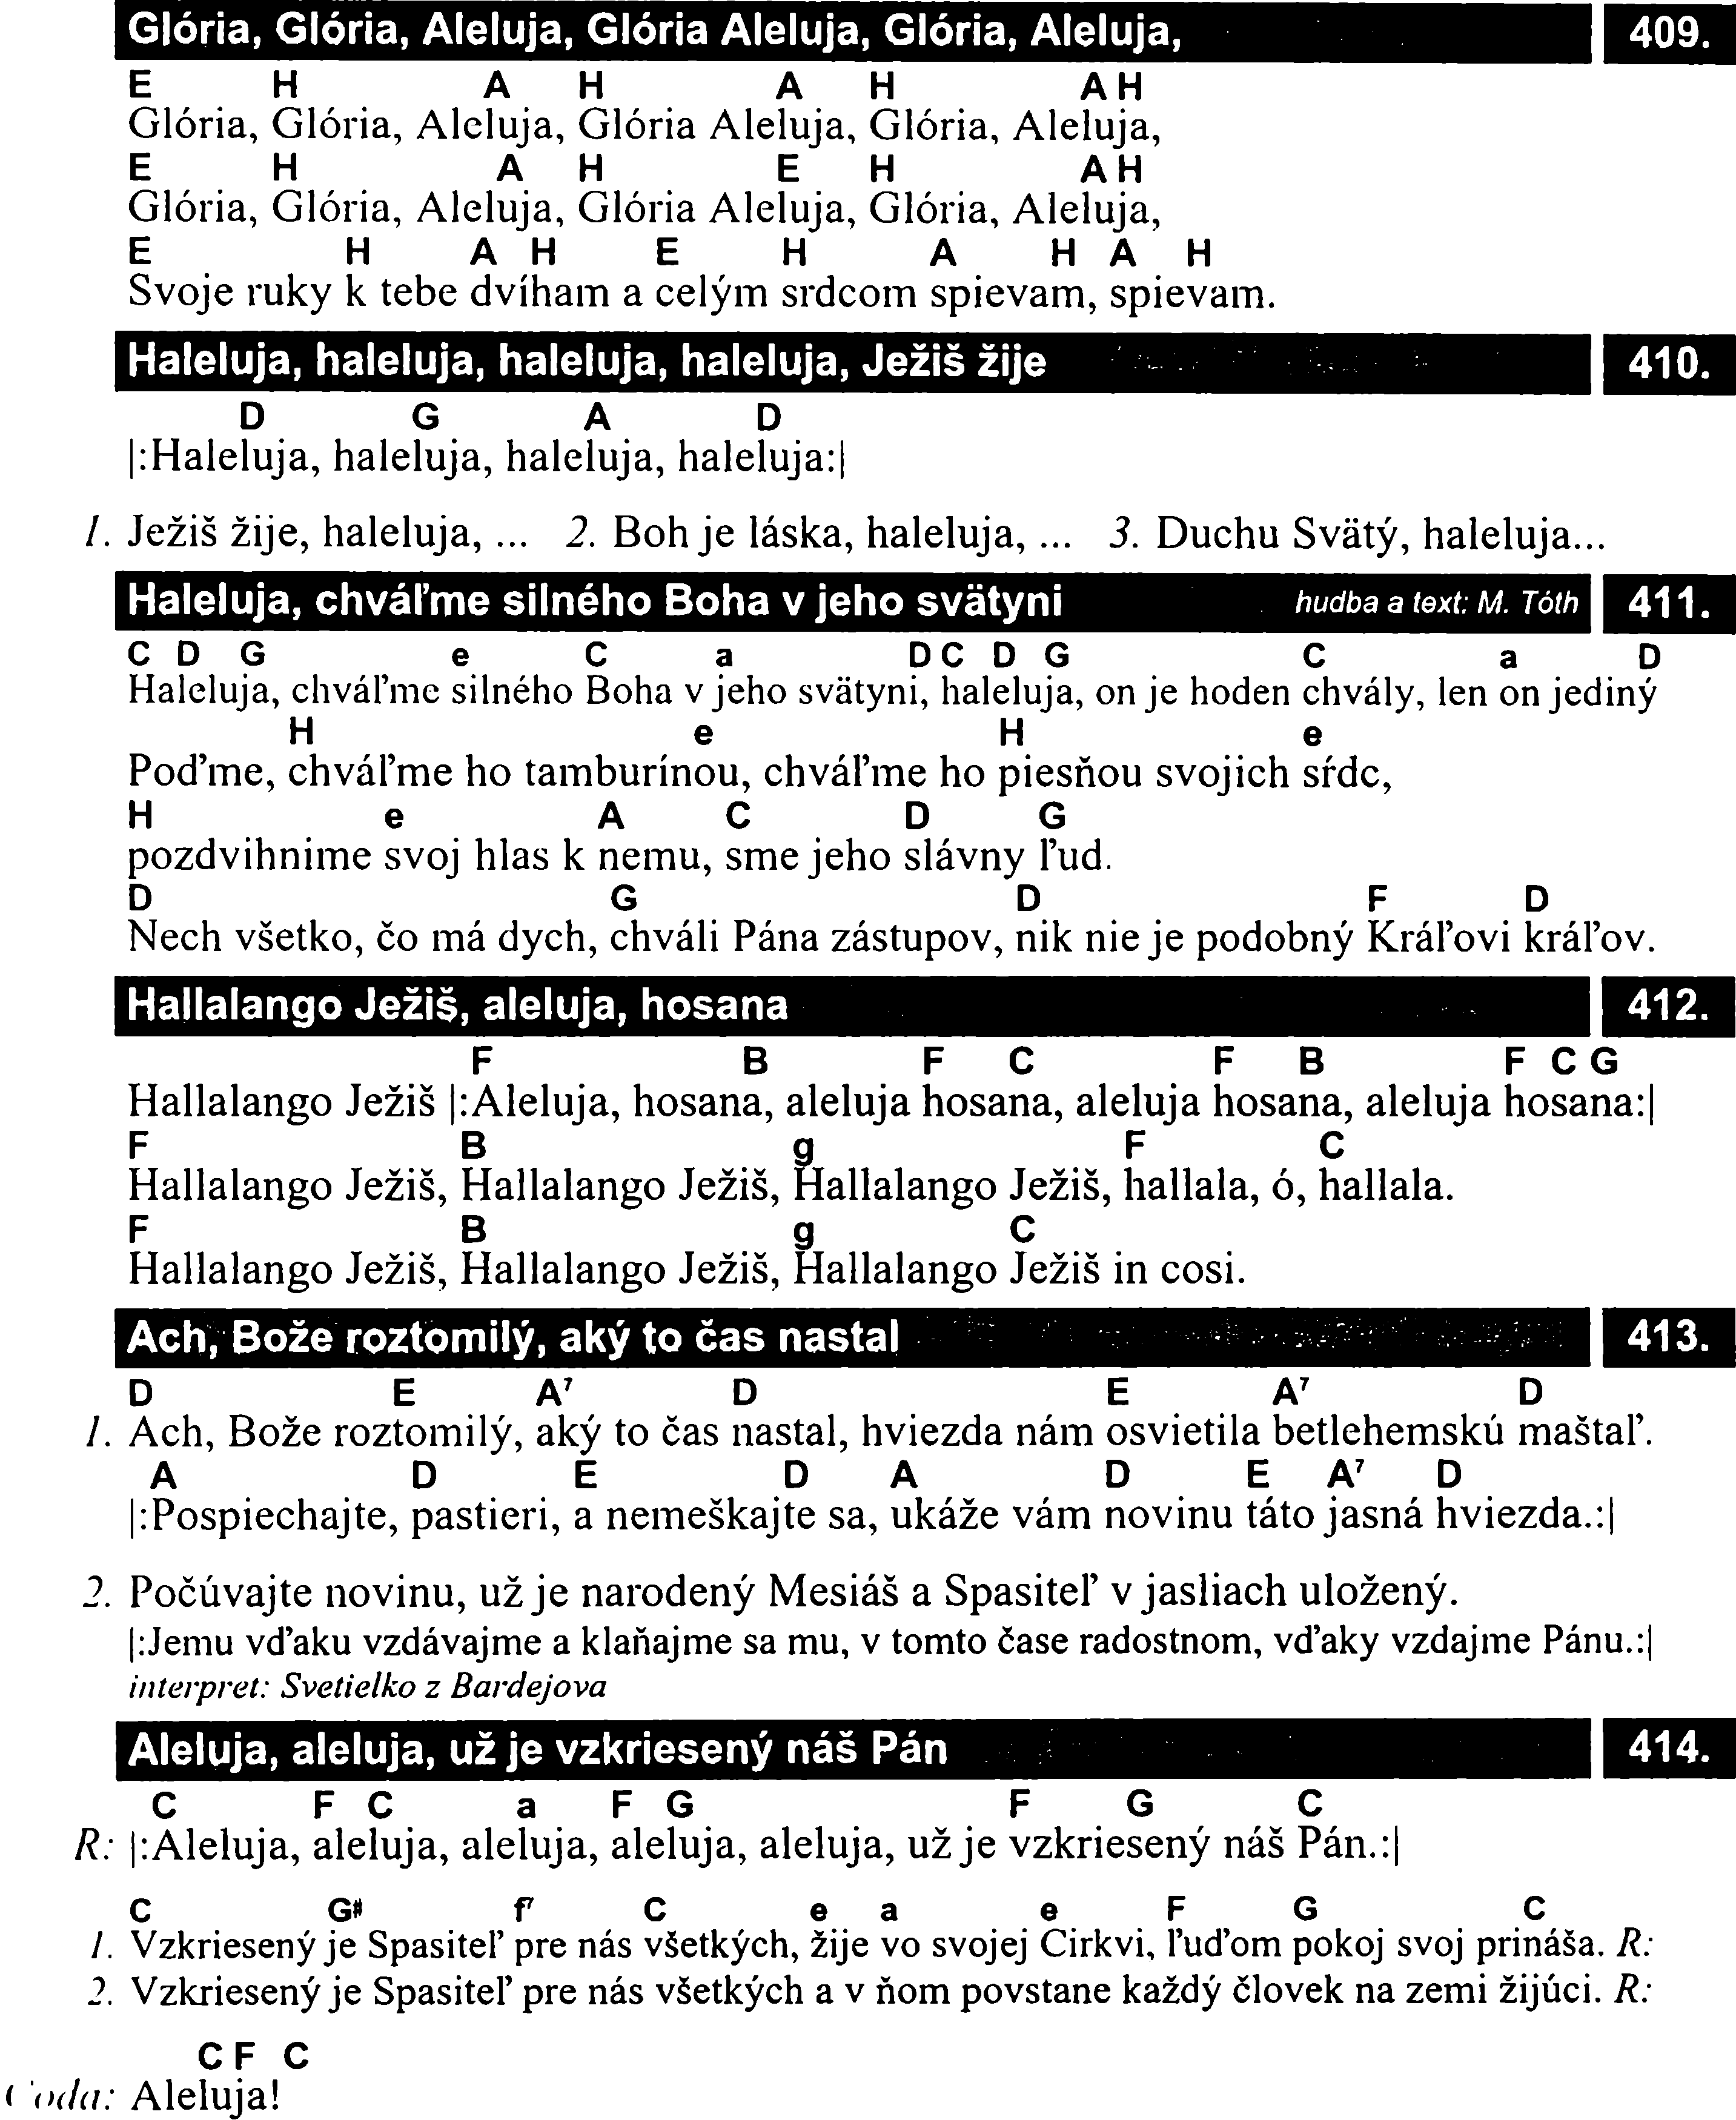 Glória, Glória, Aleluja, Glória Aleluja, Glória, Aleluja, 409.
E H A H A H A H
Glória, Glória, Aleluja, Glória Aleluja, Glória, Aleluja,
E H A H E H A H
Glória, Glória, Aleluja, Glória Aleluja, Glória, Aleluja,
E H A H E H A H A H
Svoje ruky k tebe dvíham a celým srdcom spievam, spievam.
Haleluja, haleluja, haleluja, haleluja, Ježiš žije 410.
D G A D
|:Haleluja, haleluja, haleluja, haleluja:|
1. Ježiš žije, haleluja, ... 2. Boh je láska, haleluja, ... 3. Duchu Svätý, haleluja...
Haleluja, chváľme silného Boha v jeho svätyni hudba a text: M. Tóth 411.
C D G e C a D C D G C a D
Haleluja, chváľme silného Boha v jeho svätyni, haleluja, on je hoden chvály, len on jediný
H e H e
Poďme, chváľme ho tamburínou, chváľme ho piesňou svojich sŕdc,
H e A C D G
pozdvihnime svoj hlas k nemu, sme jeho slávny ľud.
D G D F D
Nech všetko, čo má dych, chváli Pána zástupov, nik nie je podobný Kráľovi kráľov.
Hallalango Ježiš, aleluja, hosana 412.
F B F C F B F C G
Hallalango Ježiš |:Aleluja, hosana, aleluja hosana, aleluja hosana, aleluja hosana:|
F B g F C
Hallalango Ježiš, Hallalango Ježiš, Hallalango Ježiš, hallala, ó, hallala.
F B g C
Hallalango Ježiš, Hallalango Ježiš, Hallalango Ježiš in cosi.
Ach, Bože roztomilý, aký to čas nastal 413.
D E A⁷ D E A⁷ D
1. Ach, Bože roztomilý, aký to čas nastal, hviezda nám osvietila betlehemskú maštaľ.
A D E D A D E A⁷ D
|:Pospiechajte, pastieri, a nemeškajte sa, ukáže vám novinu táto jasná hviezda.:|
2. Počúvajte novinu, už je narodený Mesiáš a Spasiteľ v jasliach uložený.
|:Jemu vďaku vzdávajme a klaňajme sa mu, v tomto čase radostnom, vďaky vzdajme Pánu.:|
interpret: Svetielko z Bardejova
Aleluja, aleluja, už je vzkriesený náš Pán 414.
C F C a F G F G C
R: |:Aleluja, aleluja, aleluja, aleluja, aleluja, už je vzkriesený náš Pán.:|
C G# f⁷ C e a e F G C
1. Vzkriesený je Spasiteľ pre nás všetkých, žije vo svojej Cirkvi, ľuďom pokoj svoj prináša. R:
2. Vzkriesený je Spasiteľ pre nás všetkých a v ňom povstane každý človek na zemi žijúci. R:
C F C
Coda: Aleluja!